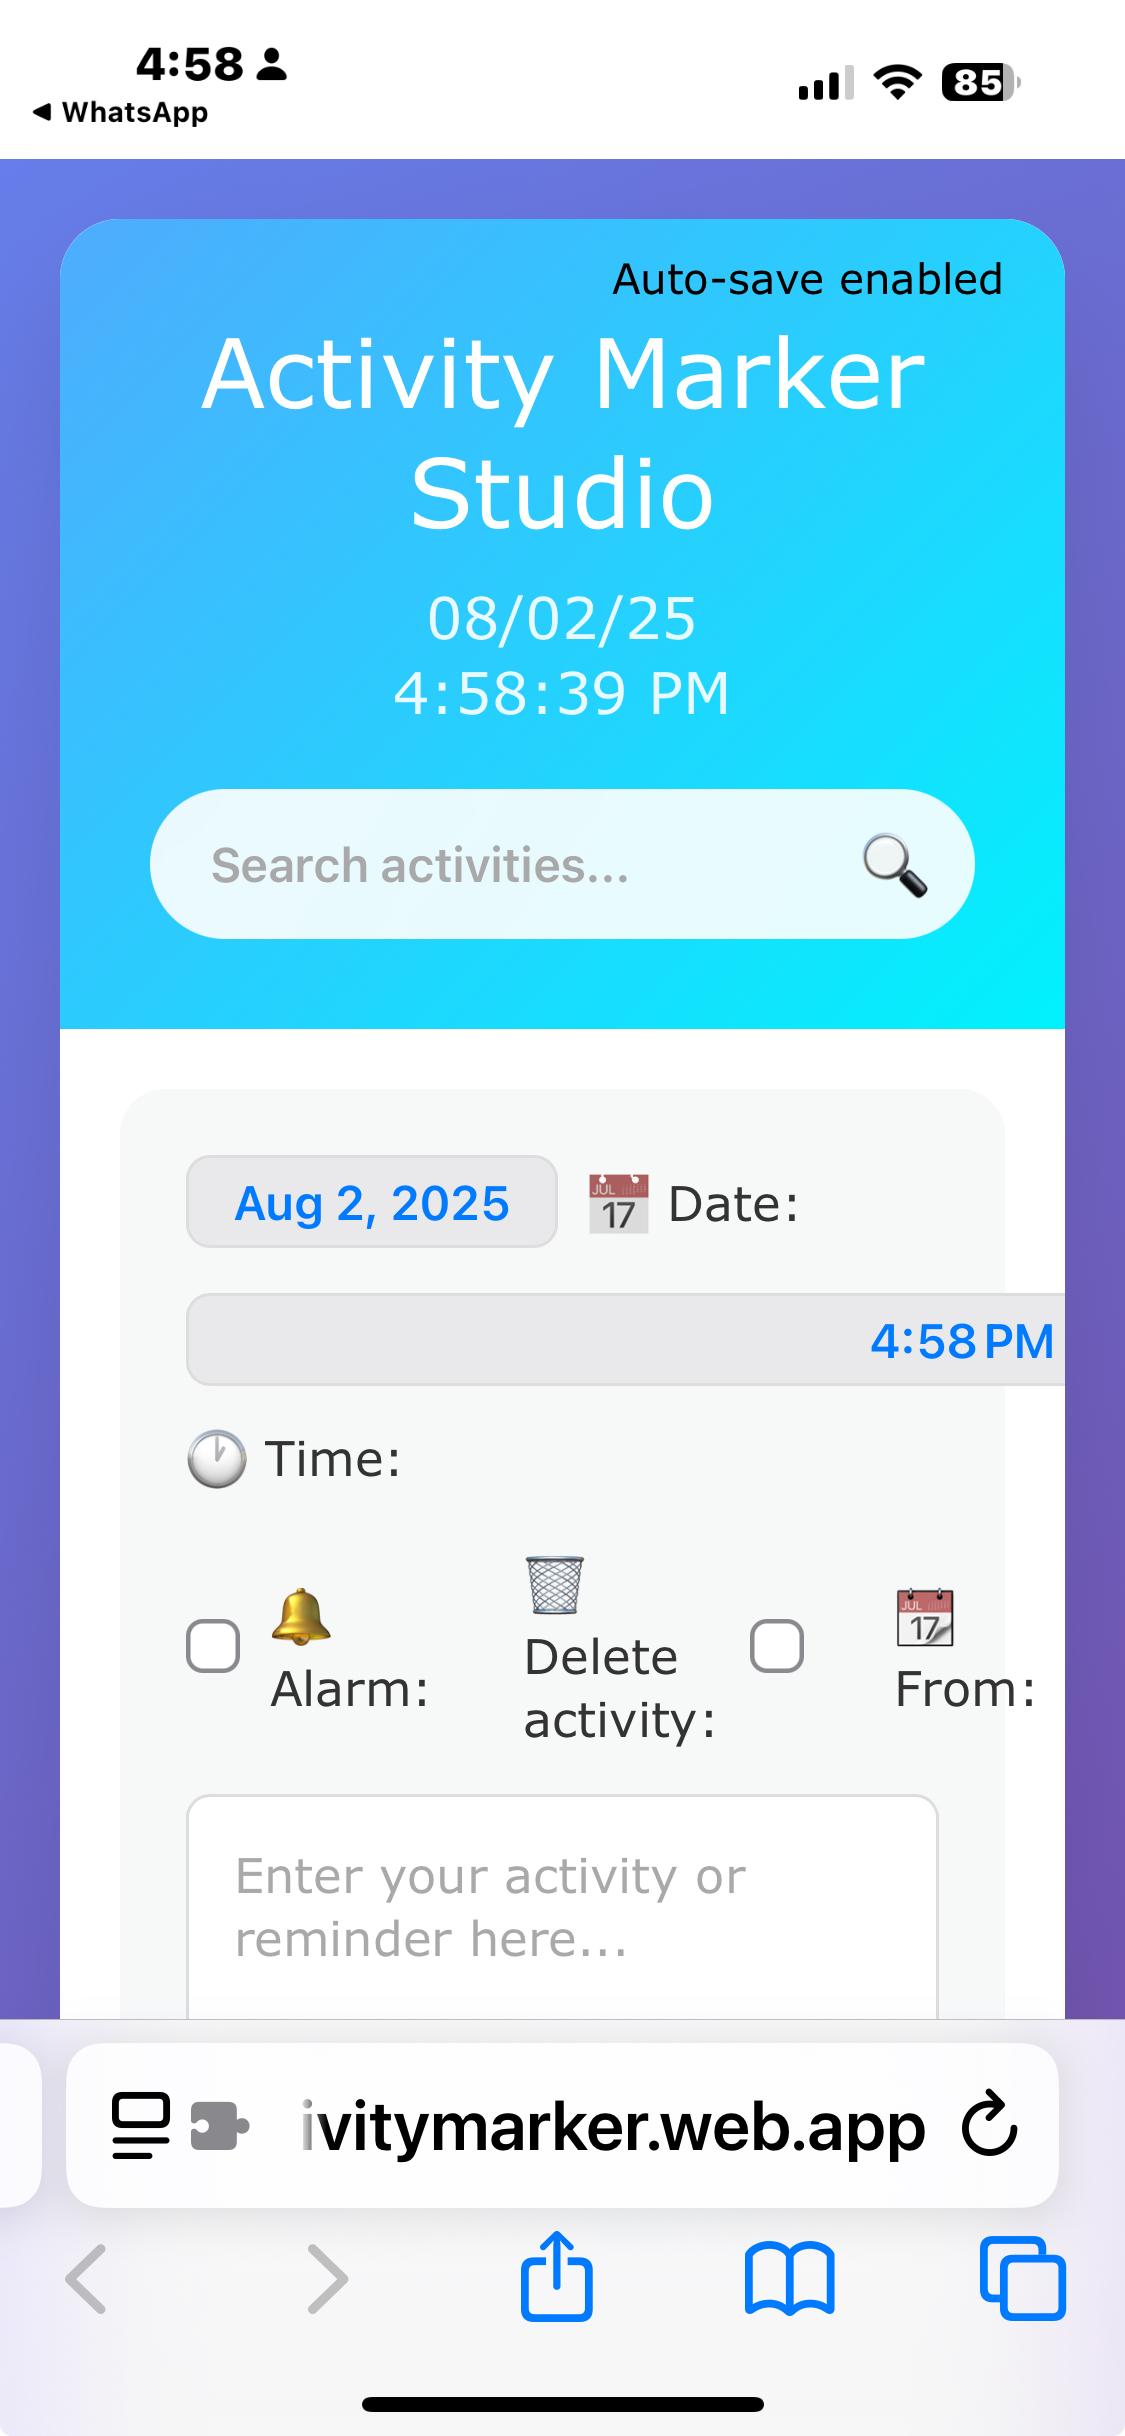 4:58
85
◀ WhatsApp
Auto-save enabled
Activity Marker
Studio
08/02/25
4:58:39 PM
Search activities...
Aug 2, 2025 JUL 17 Date:
4:58 PM
Time:
Alarm:
Delete
activity:
JUL 17
From:
Enter your activity or
reminder here...
ivitymarker.web.app